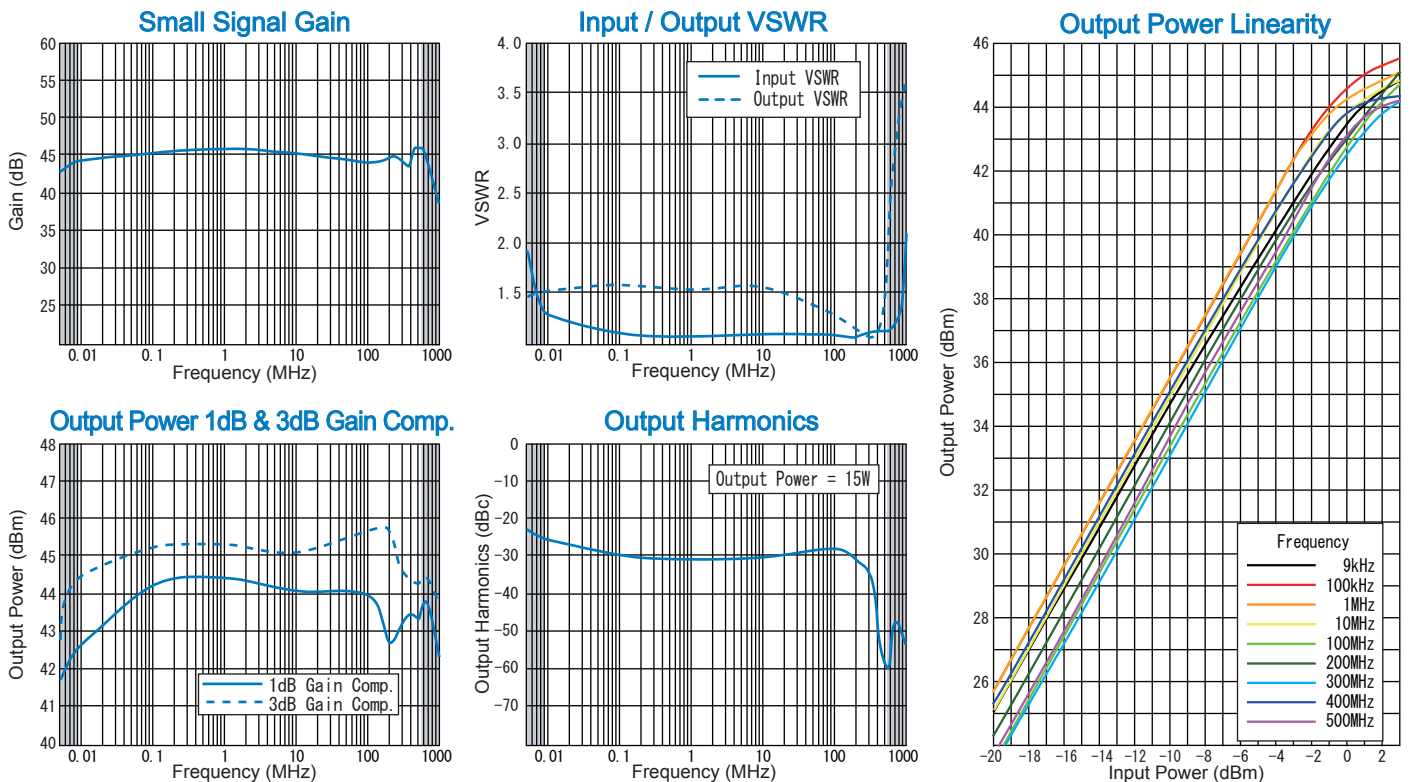 Small Signal Gain
60
55
50
45
40
35
30
25
Gain (dB)
0.01 0.1 1 10 100 1000
Frequency (MHz)
Input / Output VSWR
4.0
3.5
3.0
2.5
2.0
1.5
VSWR
Input VSWR
Output VSWR
0.01 0.1 1 10 100 1000
Frequency (MHz)
Output Power 1dB & 3dB Gain Comp.
48
47
46
45
44
43
42
41
40
Output Power (dBm)
1dB Gain Comp.
3dB Gain Comp.
0.01 0.1 1 10 100 1000
Frequency (MHz)
Output Harmonics
0
-10
-20
-30
-40
-50
-60
-70
Output Harmonics (dBc)
Output Power = 15W
0.01 0.1 1 10 100 1000
Frequency (MHz)
Output Power Linearity
46
44
42
40
38
36
34
32
30
28
26
Output Power (dBm)
Frequency
9kHz
100kHz
1MHz
10MHz
100MHz
200MHz
300MHz
400MHz
500MHz
-20 -18 -16 -14 -12 -10 -8 -6 -4 -2 0 2
Input Power (dBm)